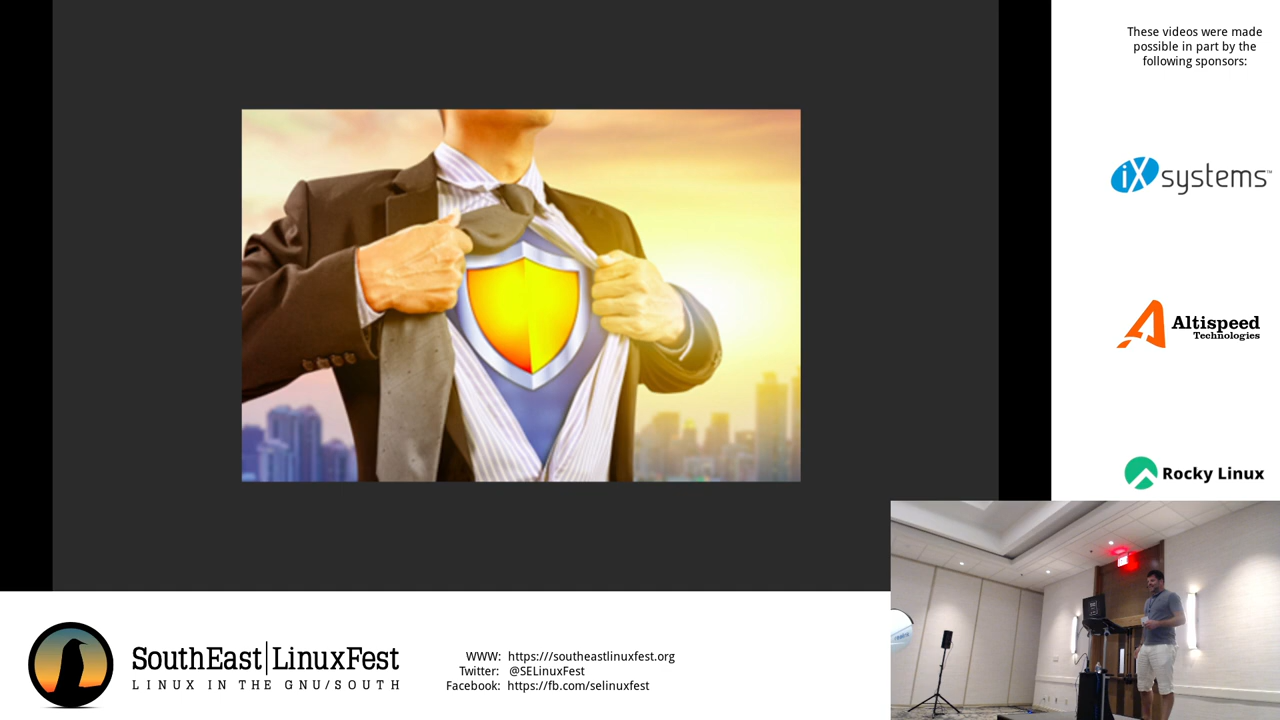 These videos were made
possible in part by the
following sponsors:
iX systems™
Altispeed
Technologies
Rocky Linux
SouthEast|LinuxFest
LINUX IN THE GNU/SOUTH
WWW: https:///southeastlinuxfest.org
Twitter: @SELinuxFest
Facebook: https://fb.com/selinuxfest